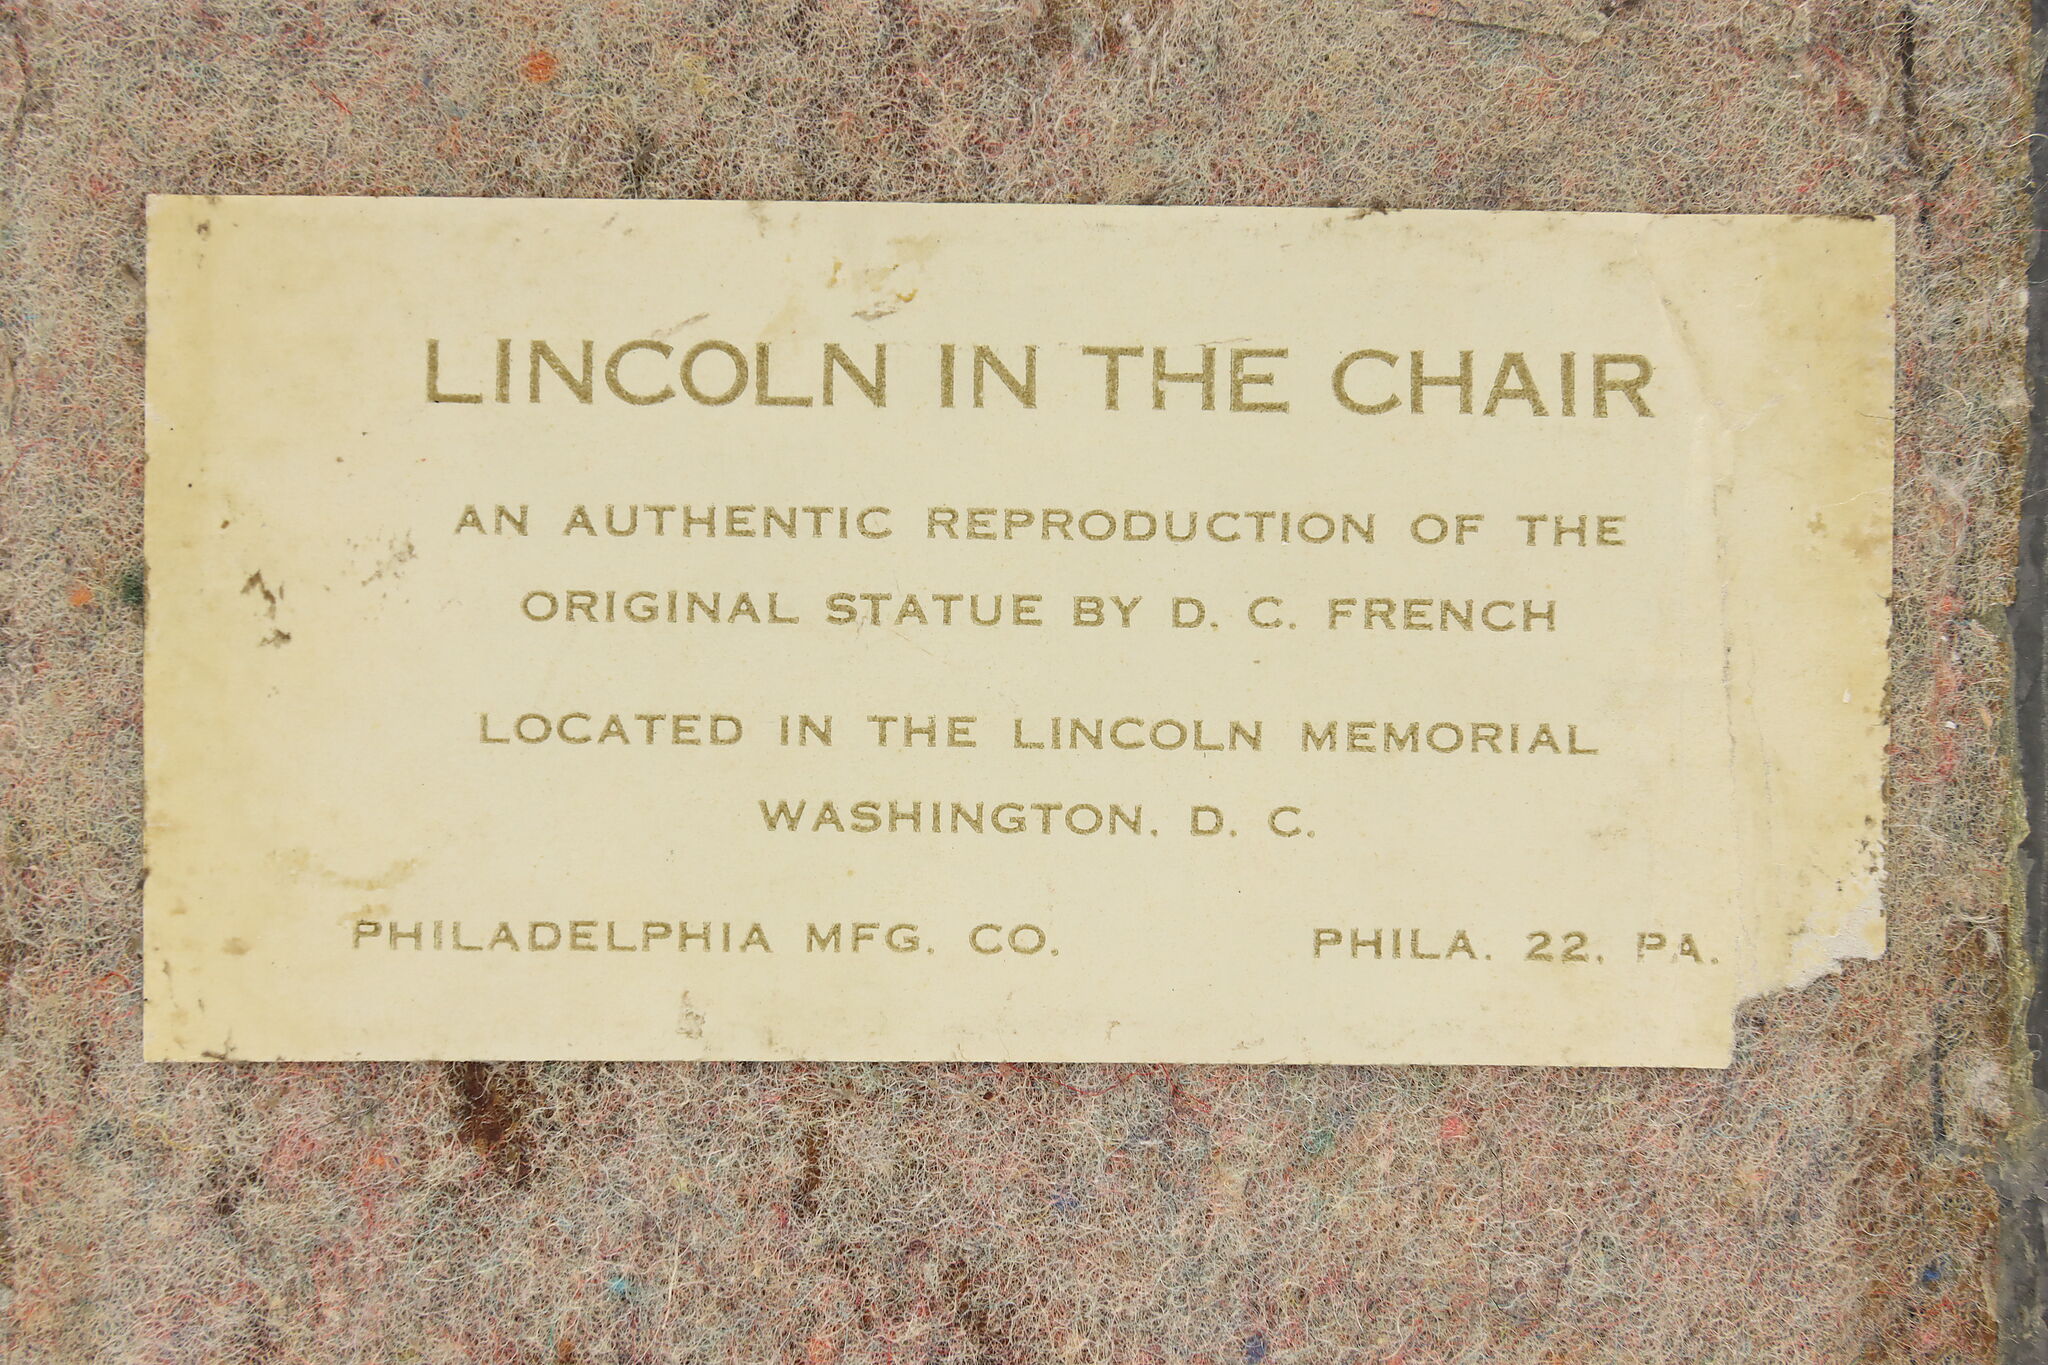 LINCOLN IN THE CHAIR
AN AUTHENTIC REPRODUCTION OF THE
ORIGINAL STATUE BY D. C. FRENCH
LOCATED IN THE LINCOLN MEMORIAL
WASHINGTON, D. C.
PHILADELPHIA MFG. CO. PHILA. 22, PA.